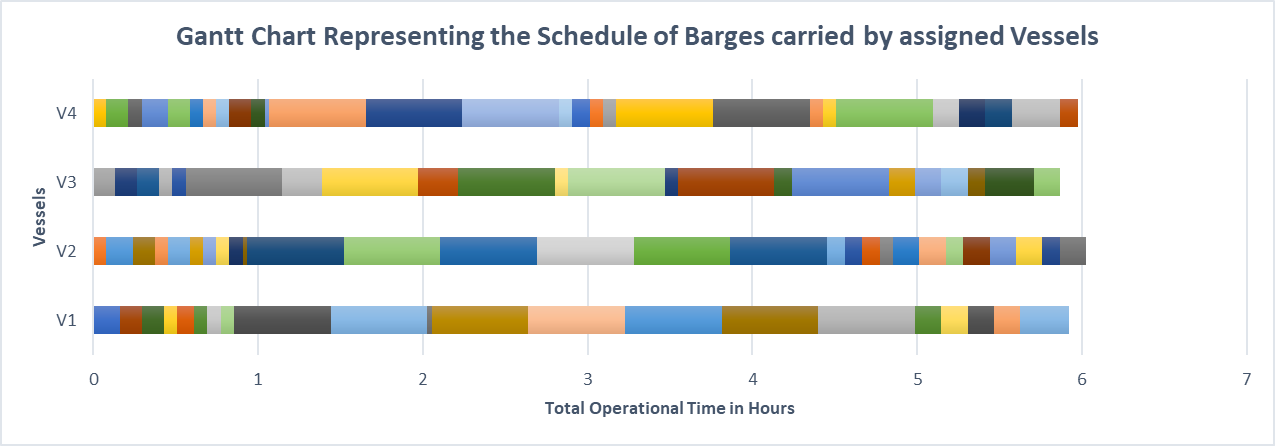 Gantt Chart Representing the Schedule of Barges carried by assigned Vessels
V4
V3
V2
V1
Vessels
0 1 2 3 4 5 6 7
Total Operational Time in Hours